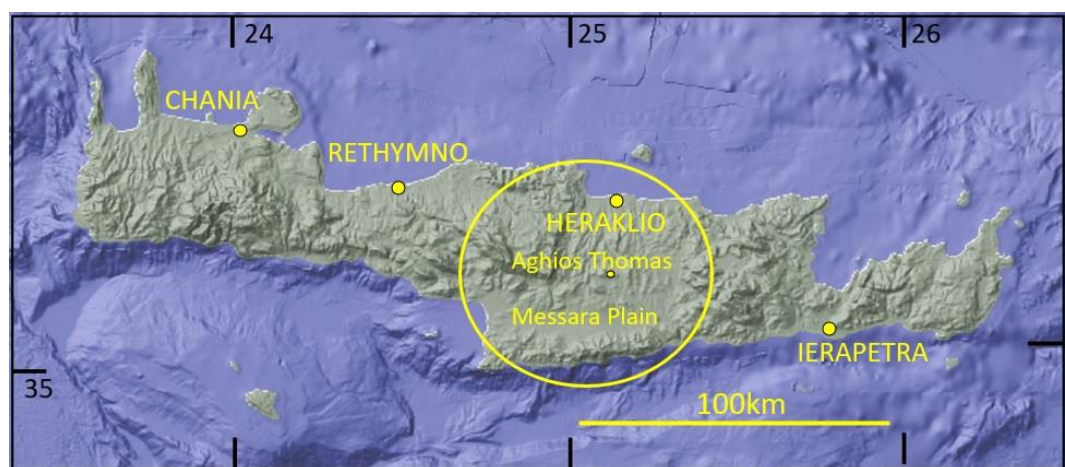 24
25
26
CHANIA
RETHYMNO
HERAKLIO
Aghios Thomas
Messara Plain
IERAPETRA
35
100km